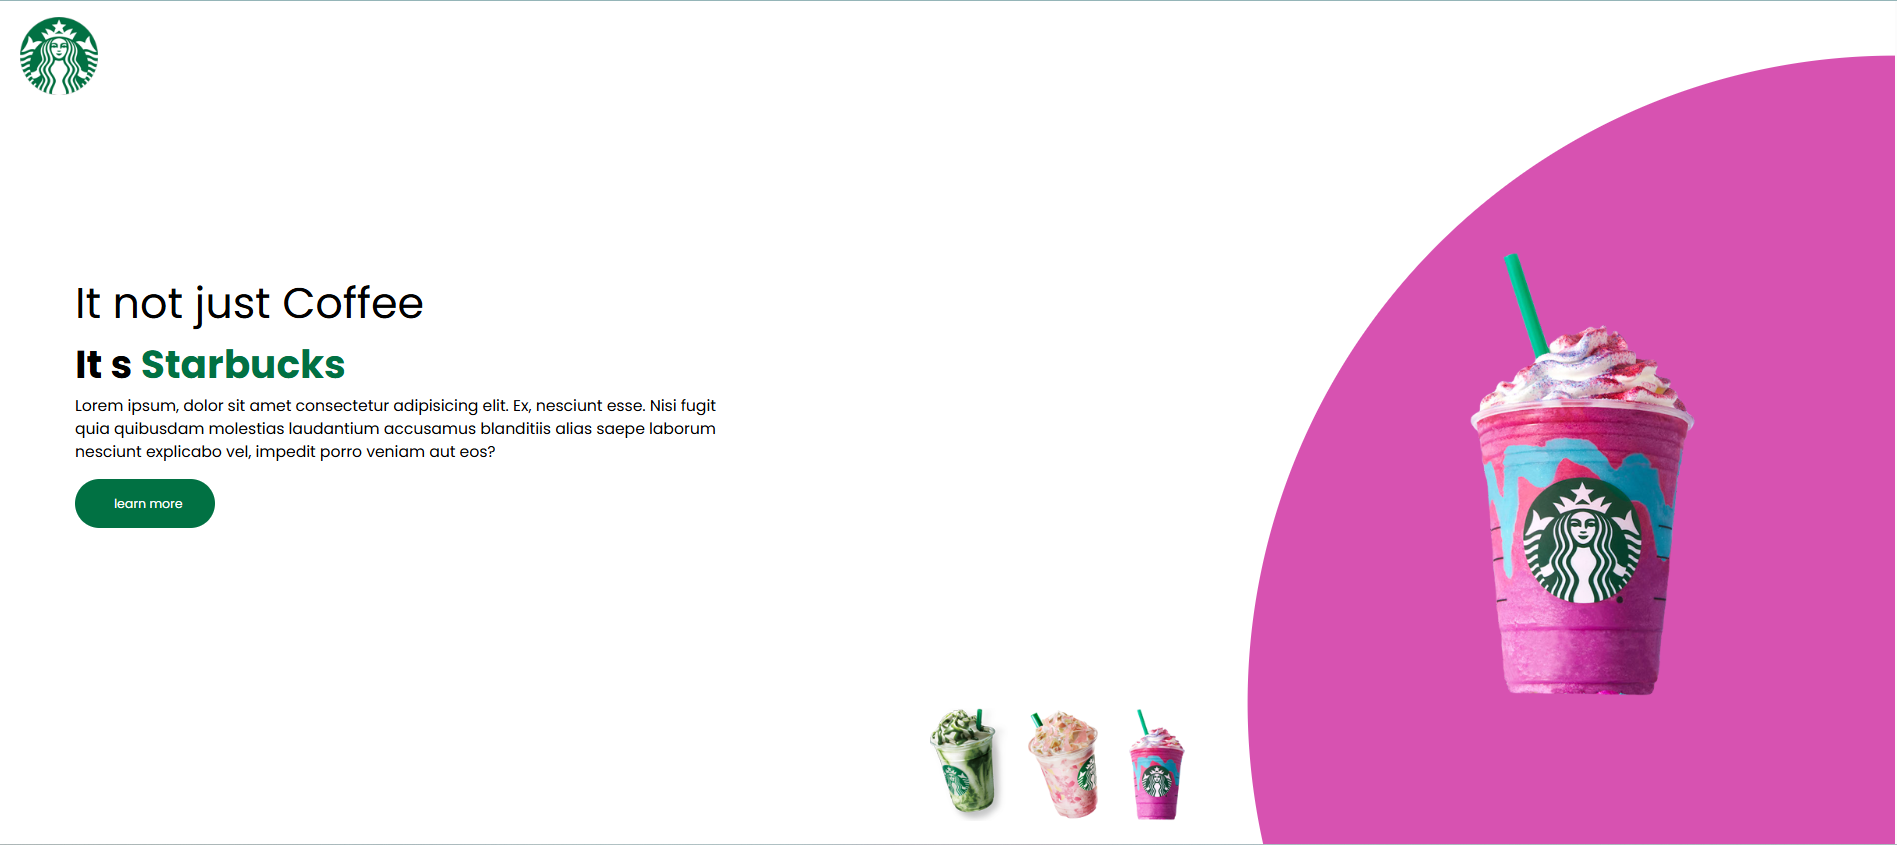 It not just Coffee
It s Starbucks
Lorem ipsum, dolor sit amet consectetur adipisicing elit. Ex, nesciunt esse. Nisi fugit
quia quibusdam molestias laudantium accusamus blanditiis alias saepe laborum
nesciunt explicabo vel, impedit porro veniam aut eos?
learn more